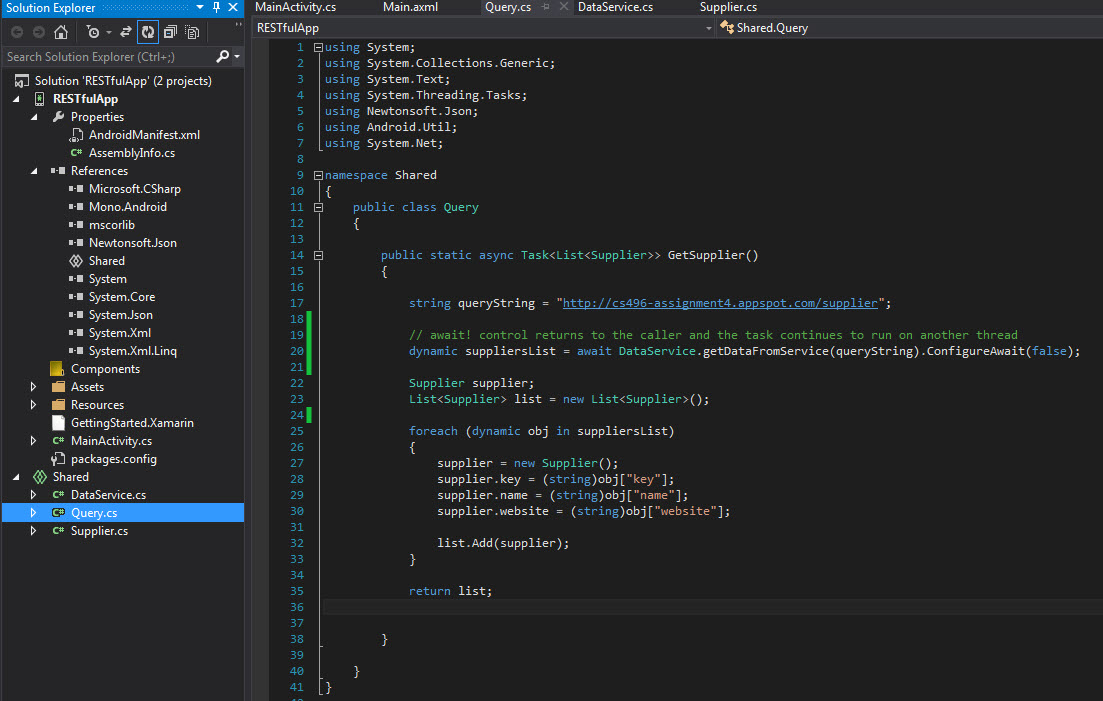 Solution Explorer
Search Solution Explorer (Ctrl+;)
Solution 'RESTfulApp' (2 projects)
RESTfulApp
Properties
AndroidManifest.xml
C# AssemblyInfo.cs
References
Microsoft.CSharp
Mono.Android
mscorlib
Newtonsoft.Json
Shared
System
System.Core
System.Json
System.Xml
System.Xml.Linq
Components
Assets
Resources
GettingStarted.Xamarin
C# MainActivity.cs
packages.config
Shared
C# DataService.cs
C# Query.cs
C# Supplier.cs
MainActivity.cs Main.axml Query.cs DataService.cs Supplier.cs
RESTfulApp Shared.Query
1 using System;
2 using System.Collections.Generic;
3 using System.Text;
4 using System.Threading.Tasks;
5 using Newtonsoft.Json;
6 using Android.Util;
7 using System.Net;
8
9 namespace Shared
10 {
11 public class Query
12 {
13
14 public static async Task<List<Supplier>> GetSupplier()
15 {
16
17 string queryString = "http://cs496-assignment4.appspot.com/supplier";
18
19 // await! control returns to the caller and the task continues to run on another thread
20 dynamic suppliersList = await DataService.getDataFromService(queryString).ConfigureAwait(false);
21
22 Supplier supplier;
23 List<Supplier> list = new List<Supplier>();
24
25 foreach (dynamic obj in suppliersList)
26 {
27 supplier = new Supplier();
28 supplier.key = (string)obj["key"];
29 supplier.name = (string)obj["name"];
30 supplier.website = (string)obj["website"];
31
32 list.Add(supplier);
33 }
34
35 return list;
36
37
38 }
39
40 }
41 }